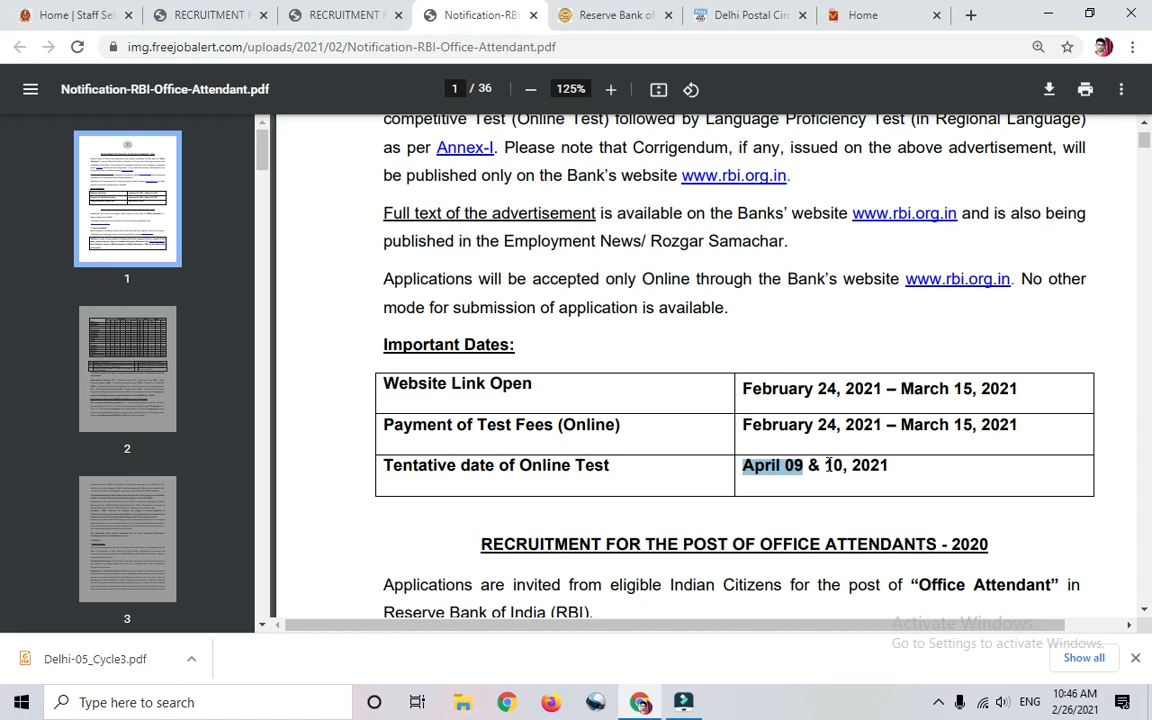 Home | Staff Sel
RECRUITMENT F
RECRUITMENT F
Notification-RBI-
Reserve Bank of
Delhi Postal Circ
Home
img.freejobalert.com/uploads/2021/02/Notification-RBI-Office-Attendant.pdf
Notification-RBI-Office-Attendant.pdf
1 / 36
125%
competitive Test (Online Test) followed by Language Proficiency Test (in Regional Language)
as per Annex-I. Please note that Corrigendum, if any, issued on the above advertisement, will
be published only on the Bank's website www.rbi.org.in.
Full text of the advertisement is available on the Banks' website www.rbi.org.in and is also being
published in the Employment News/ Rozgar Samachar.
Applications will be accepted only Online through the Bank's website www.rbi.org.in. No other
mode for submission of application is available.
Important Dates:
Website Link Open
February 24, 2021 – March 15, 2021
Payment of Test Fees (Online)
February 24, 2021 – March 15, 2021
Tentative date of Online Test
April 09 & 10, 2021
RECRUITMENT FOR THE POST OF OFFICE ATTENDANTS - 2020
Applications are invited from eligible Indian Citizens for the post of “Office Attendant” in
Reserve Bank of India (RBI).
1
2
3
Activate Windows
Go to Settings to activate Windows.
Delhi-05_Cycle3.pdf
Show all
Type here to search
ENG
10:46 AM
2/26/2021